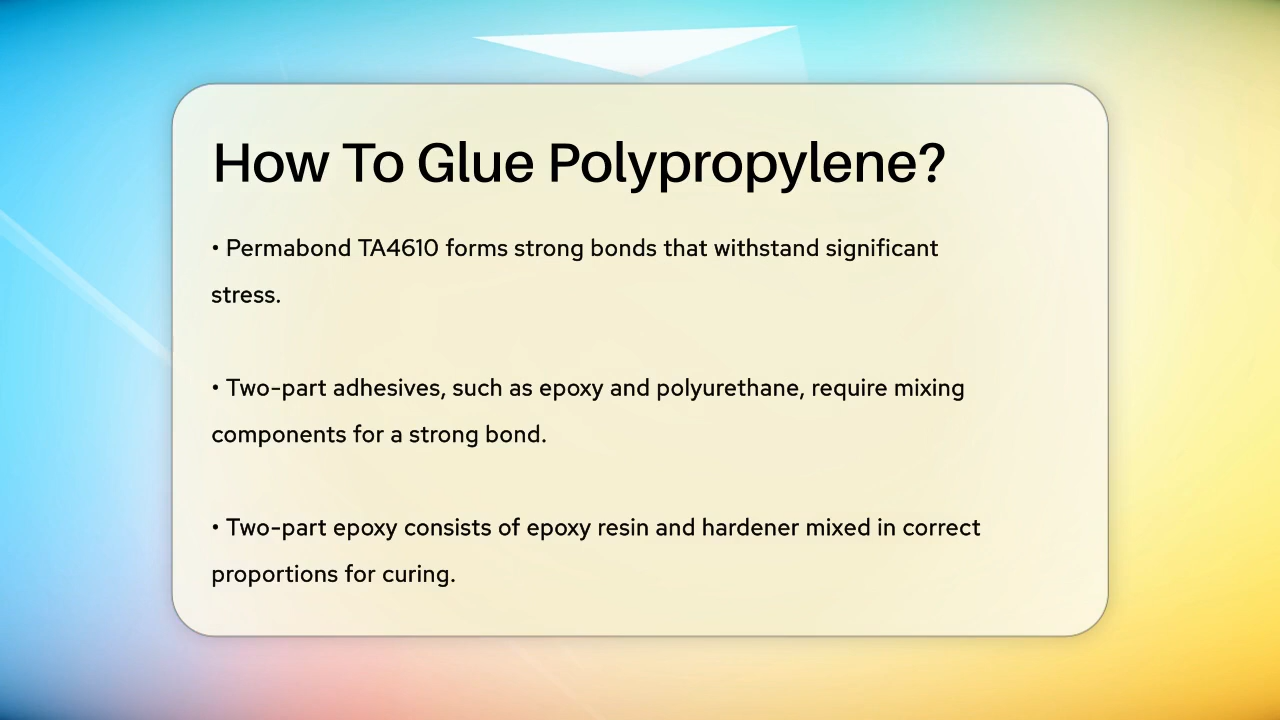 How To Glue Polypropylene?
• Permabond TA4610 forms strong bonds that withstand significant
stress.
• Two-part adhesives, such as epoxy and polyurethane, require mixing
components for a strong bond.
• Two-part epoxy consists of epoxy resin and hardener mixed in correct
proportions for curing.